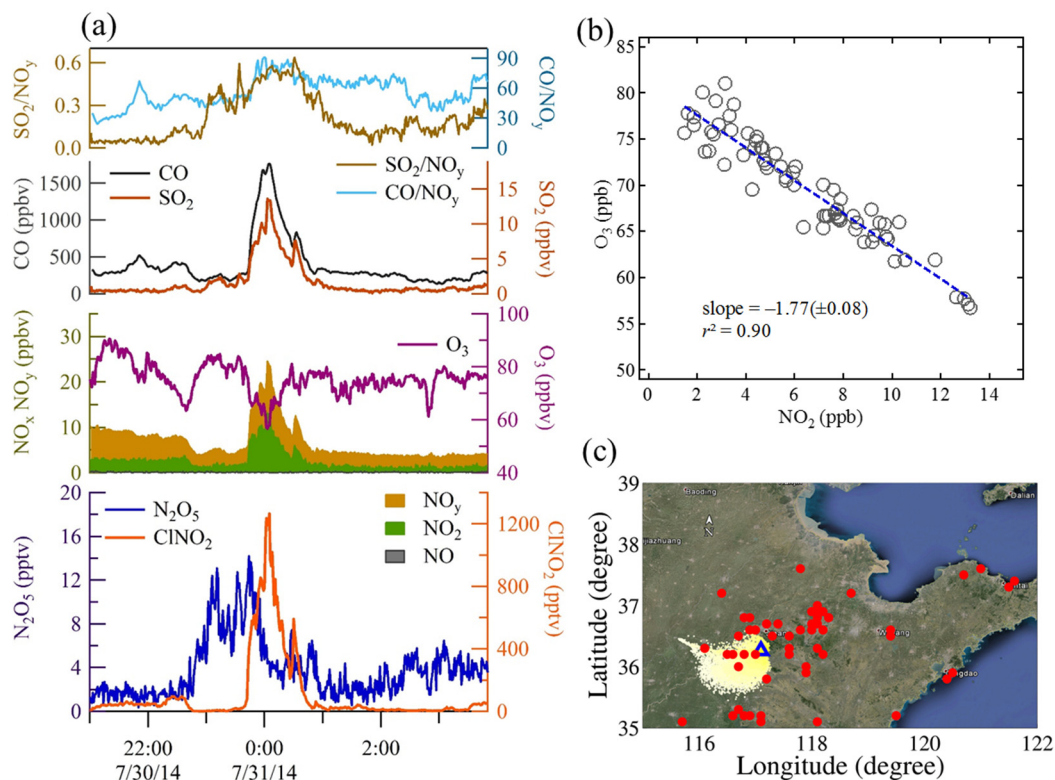 (a)
0.6
0.3
0.0
SO2/NOy
90
60
30
0
CO/NOy
1500
1000
500
0
CO (ppbv)
CO
SO2
SO2/NOy
CO/NOy
15
10
5
0
SO2 (ppbv)
35
30
25
20
15
10
5
0
NOx NOy (ppbv)
O3
100
80
60
40
O3 (ppbv)
20
16
12
8
4
0
N2O5 (pptv)
N2O5
ClNO2
NOy
NO2
NO
1200
800
400
0
ClNO2 (pptv)
22:00
7/30/14
0:00
7/31/14
2:00
(b)
85
80
75
70
65
60
55
50
O3 (ppb)
slope = –1.77(±0.08)
r² = 0.90
0 2 4 6 8 10 12 14
NO2 (ppb)
(c)
39
38
37
36
35
Latitude (degree)
Baoding
Dalian
N
116 118 120 122
Longitude (degree)